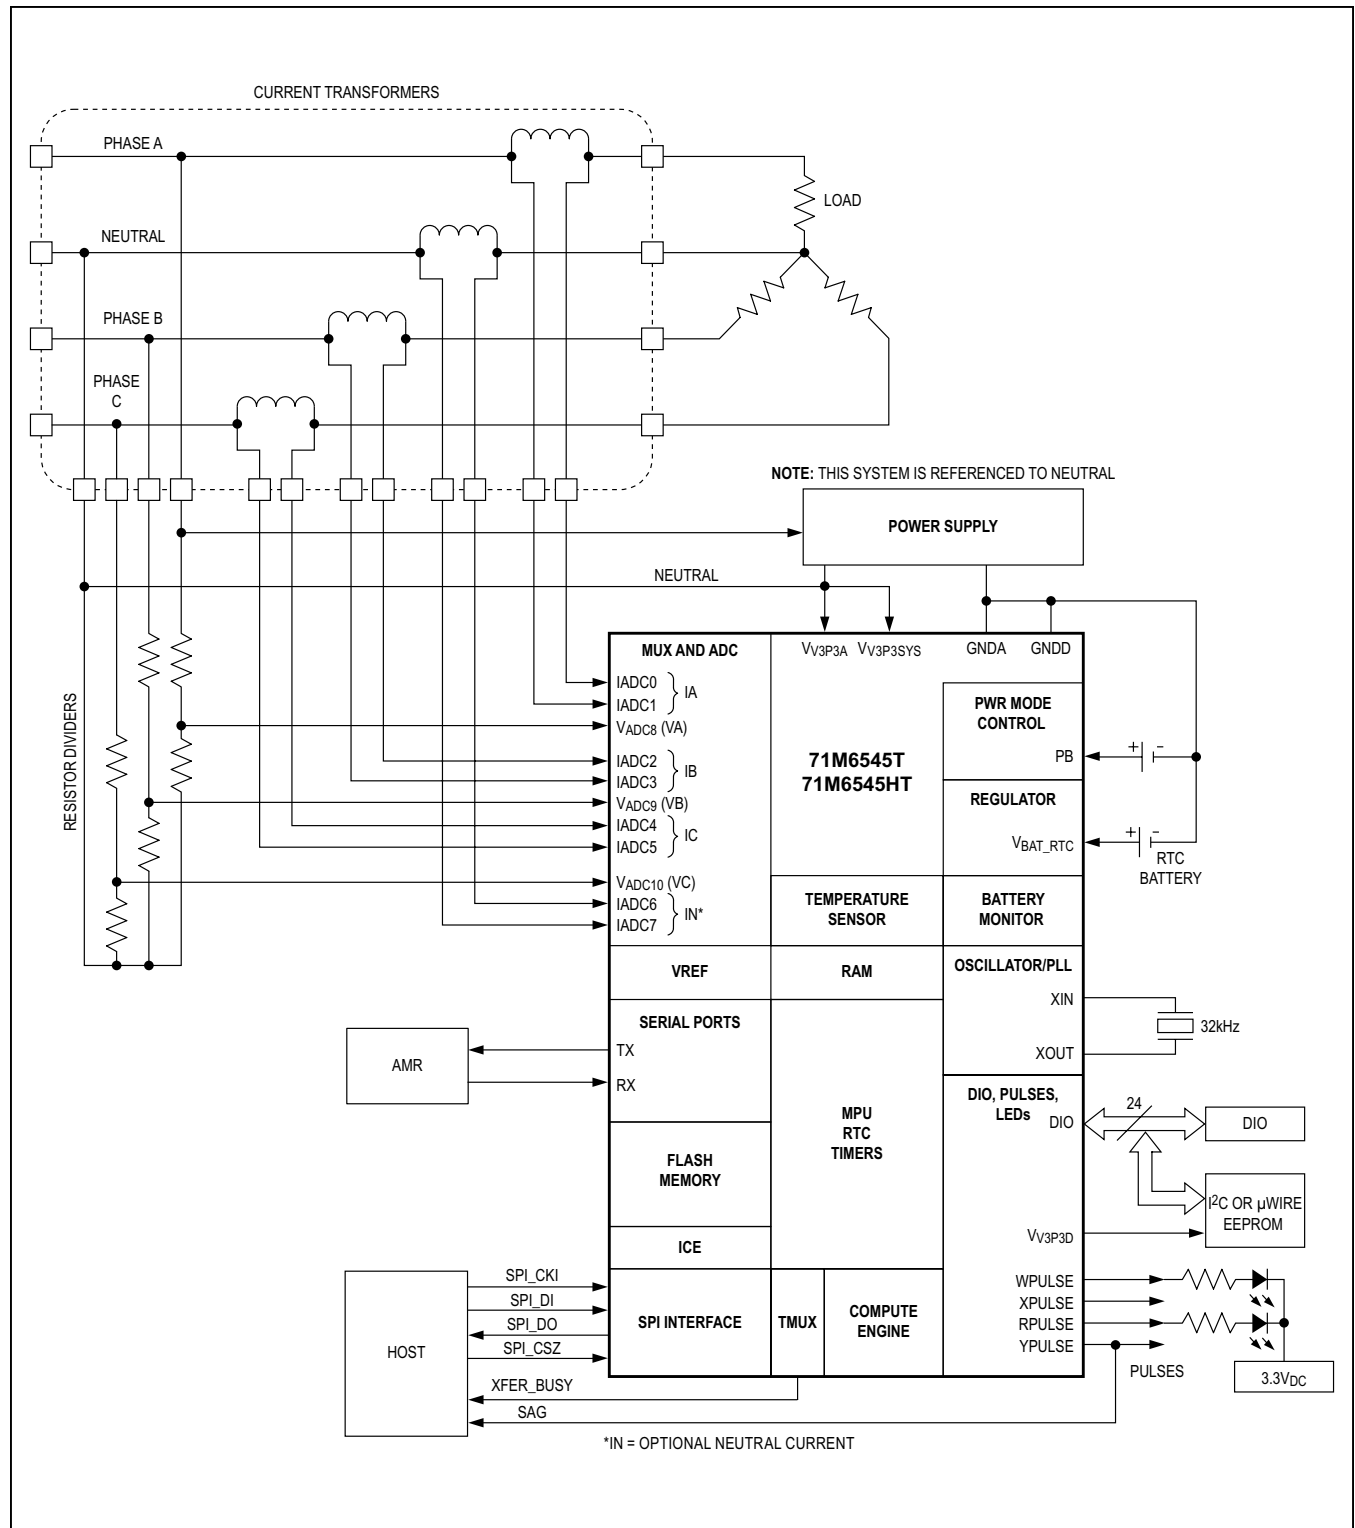 CURRENT TRANSFORMERS
PHASE A
LOAD
NEUTRAL
PHASE B
PHASE
C
NOTE: THIS SYSTEM IS REFERENCED TO NEUTRAL
POWER SUPPLY
NEUTRAL
RESISTOR DIVIDERS
MUX AND ADC
VV3P3A
VV3P3SYS
GNDA
GNDD
IADC0
IADC1
IA
VADC8 (VA)
IADC2
IADC3
IB
VADC9 (VB)
IADC4
IADC5
IC
VADC10 (VC)
IADC6
IADC7
IN*
71M6545T
71M6545HT
PWR MODE
CONTROL
PB
+ -
REGULATOR
VBAT_RTC
+ -
RTC
BATTERY
TEMPERATURE
SENSOR
BATTERY
MONITOR
VREF
RAM
OSCILLATOR/PLL
XIN
32kHz
XOUT
SERIAL PORTS
TX
RX
AMR
MPU
RTC
TIMERS
DIO, PULSES,
LEDs
DIO
24
DIO
I2C OR µWIRE
EEPROM
VV3P3D
FLASH
MEMORY
ICE
WPULSE
XPULSE
RPULSE
YPULSE
PULSES
3.3VDC
SPI INTERFACE
TMUX
COMPUTE
ENGINE
HOST
SPI_CKI
SPI_DI
SPI_DO
SPI_CSZ
XFER_BUSY
SAG
*IN = OPTIONAL NEUTRAL CURRENT